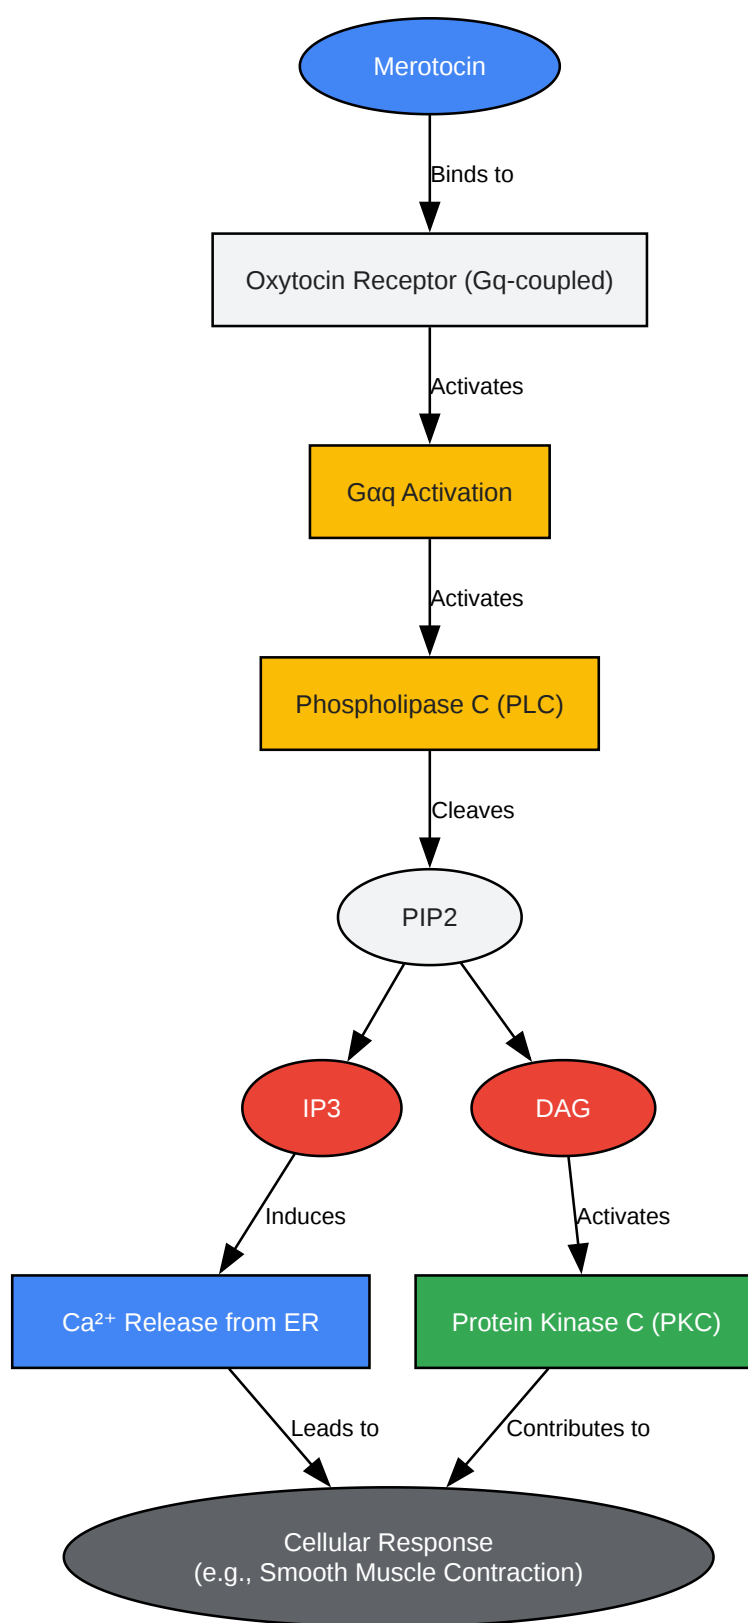 Merotocin
Binds to
Oxytocin Receptor (Gq-coupled)
Activates
Gαq Activation
Activates
Phospholipase C (PLC)
Cleaves
PIP2
IP3
DAG
Induces
Activates
Ca²⁺ Release from ER
Protein Kinase C (PKC)
Leads to
Contributes to
Cellular Response
(e.g., Smooth Muscle Contraction)